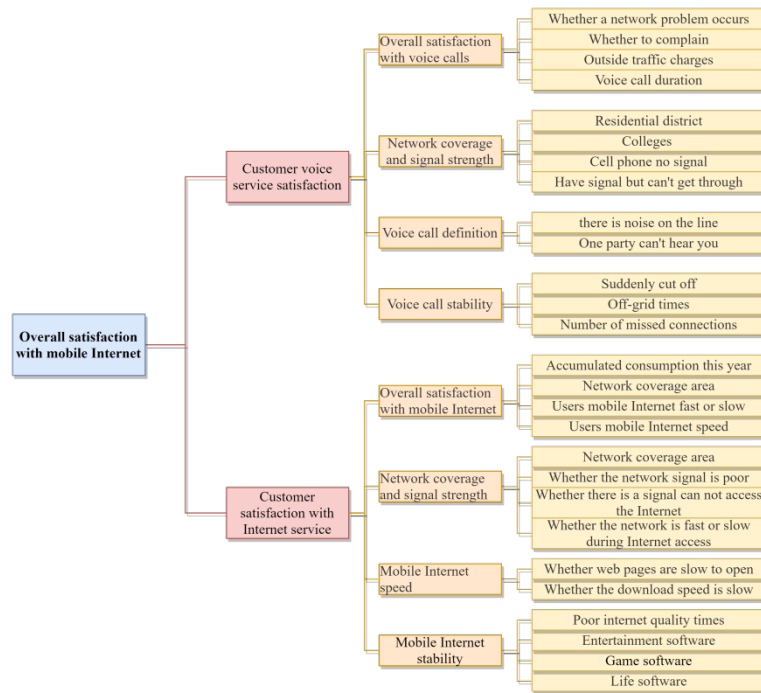 Overall satisfaction
with mobile Internet
Customer voice
service satisfaction
Overall satisfaction
with voice calls
Whether a network problem occurs
Whether to complain
Outside traffic charges
Voice call duration
Network coverage
and signal strength
Residential district
Colleges
Cell phone no signal
Have signal but can't get through
Voice call definition
there is noise on the line
One party can't hear you
Voice call stability
Suddenly cut off
Off-grid times
Number of missed connections
Customer
satisfaction with
Internet service
Overall satisfaction
with mobile Internet
Accumulated consumption this year
Network coverage area
Users mobile Internet fast or slow
Users mobile Internet speed
Network coverage
and signal strength
Network coverage area
Whether the network signal is poor
Whether there is a signal can not access
the Internet
Whether the network is fast or slow
during Internet access
Mobile Internet
speed
Whether web pages are slow to open
Whether the download speed is slow
Mobile Internet
stability
Poor internet quality times
Entertainment software
Game software
Life software